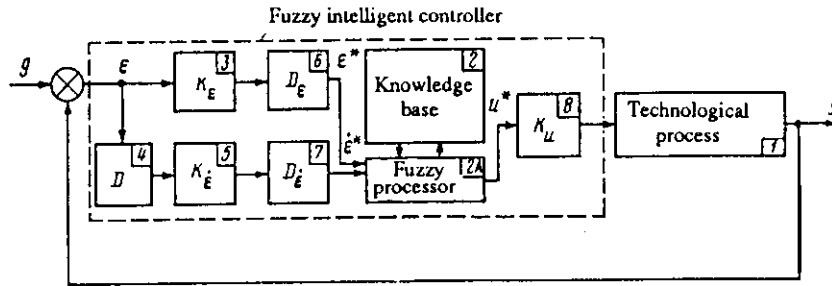 Fuzzy intelligent controller
g
ε
K_ε
3
D_ε
6
ε*
Knowledge
base
2
u*
K_u
8
Technological
process
1
D
4
K_ε̇
5
D_ε̇
7
ε̇*
Fuzzy
processor
2A